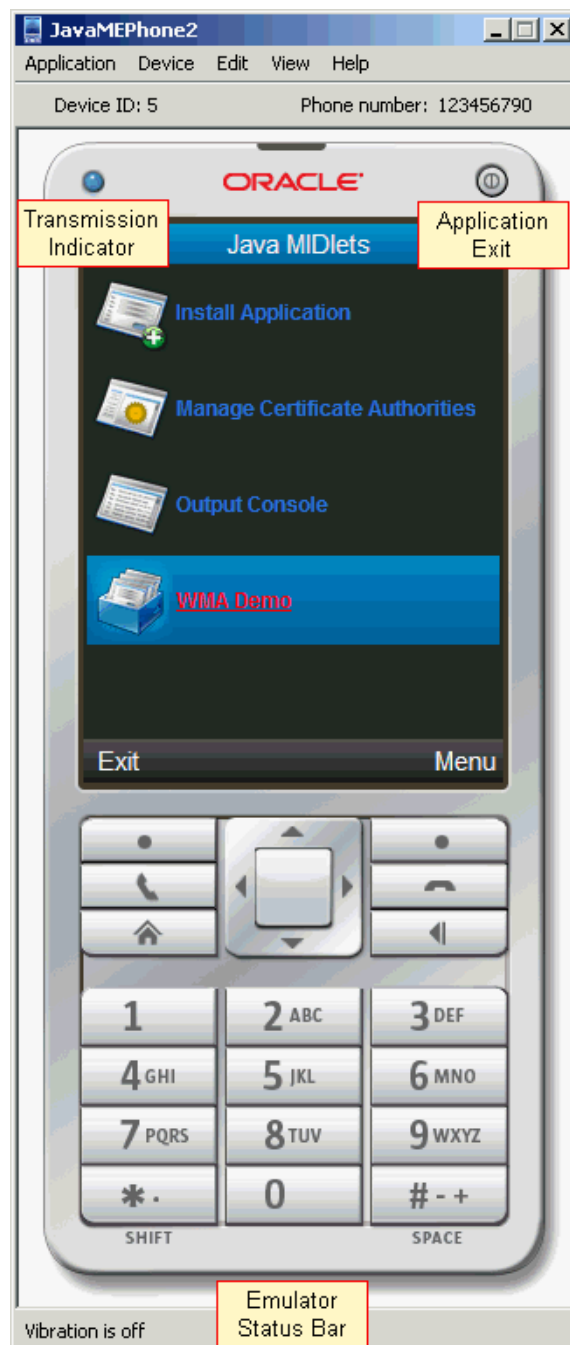 JavaMEPhone2
Application Device Edit View Help
Device ID: 5 Phone number: 123456790
ORACLE
Transmission
Indicator
Application
Exit
Java MIDlets
Install Application
Manage Certificate Authorities
Output Console
WMA Demo
Exit Menu
1 2 ABC 3 DEF
4 GHI 5 JKL 6 MNO
7 PQRS 8 TUV 9 WXYZ
* . 0 # - +
SHIFT SPACE
Emulator
Status Bar
Vibration is off